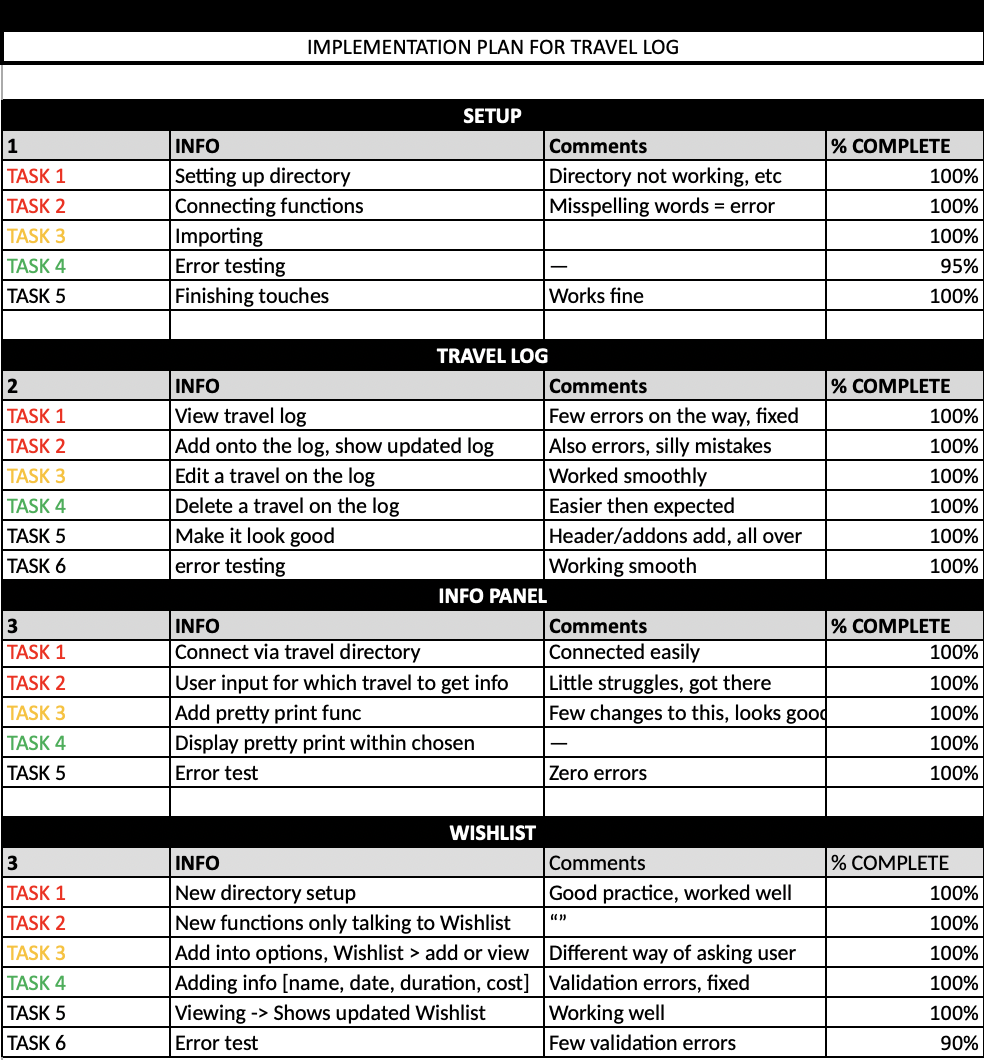 IMPLEMENTATION PLAN FOR TRAVEL LOG
SETUP
1 INFO Comments % COMPLETE
TASK 1 Setting up directory Directory not working, etc 100%
TASK 2 Connecting functions Misspelling words = error 100%
TASK 3 Importing 100%
TASK 4 Error testing — 95%
TASK 5 Finishing touches Works fine 100%
TRAVEL LOG
2 INFO Comments % COMPLETE
TASK 1 View travel log Few errors on the way, fixed 100%
TASK 2 Add onto the log, show updated log Also errors, silly mistakes 100%
TASK 3 Edit a travel on the log Worked smoothly 100%
TASK 4 Delete a travel on the log Easier then expected 100%
TASK 5 Make it look good Header/addons add, all over 100%
TASK 6 error testing Working smooth 100%
INFO PANEL
3 INFO Comments % COMPLETE
TASK 1 Connect via travel directory Connected easily 100%
TASK 2 User input for which travel to get info Little struggles, got there 100%
TASK 3 Add pretty print func Few changes to this, looks good 100%
TASK 4 Display pretty print within chosen — 100%
TASK 5 Error test Zero errors 100%
WISHLIST
3 INFO Comments % COMPLETE
TASK 1 New directory setup Good practice, worked well 100%
TASK 2 New functions only talking to Wishlist “” 100%
TASK 3 Add into options, Wishlist > add or view Different way of asking user 100%
TASK 4 Adding info [name, date, duration, cost] Validation errors, fixed 100%
TASK 5 Viewing -> Shows updated Wishlist Working well 100%
TASK 6 Error test Few validation errors 90%